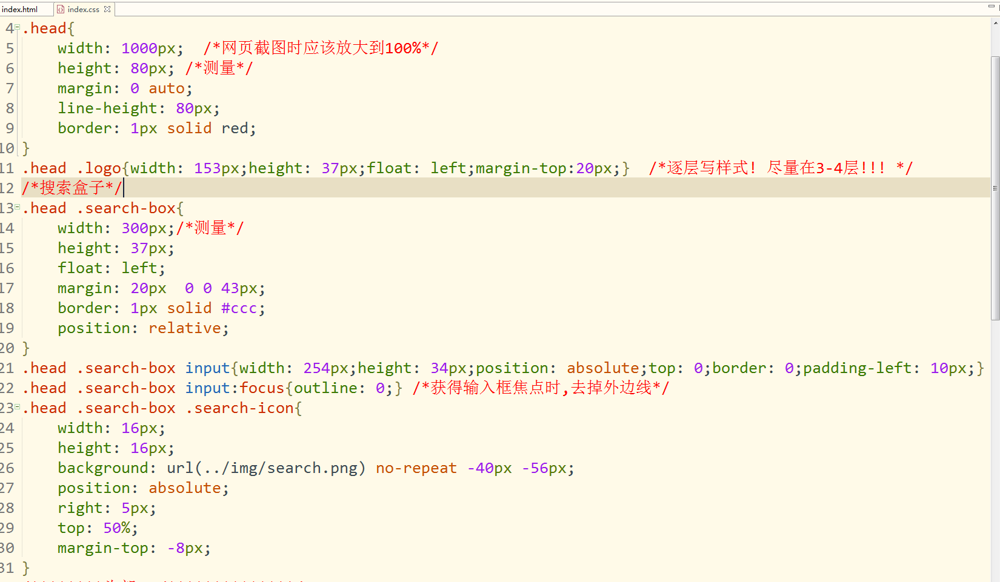 index.html index.css
4 .head{
5 width: 1000px; /*网页截图时应该放大到100%*/
6 height: 80px; /*测量*/
7 margin: 0 auto;
8 line-height: 80px;
9 border: 1px solid red;
10 }
11 .head .logo{width: 153px;height: 37px;float: left;margin-top:20px;} /*逐层写样式! 尽量在3-4层!!! */
12 /*搜索盒子*/
13 .head .search-box{
14 width: 300px;/*测量*/
15 height: 37px;
16 float: left;
17 margin: 20px 0 0 43px;
18 border: 1px solid #ccc;
19 position: relative;
20 }
21 .head .search-box input{width: 254px;height: 34px;position: absolute;top: 0;border: 0;padding-left: 10px;}
22 .head .search-box input:focus{outline: 0;} /*获得输入框焦点时,去掉外边线*/
23 .head .search-box .search-icon{
24 width: 16px;
25 height: 16px;
26 background: url(../img/search.png) no-repeat -40px -56px;
27 position: absolute;
28 right: 5px;
29 top: 50%;
30 margin-top: -8px;
31 }